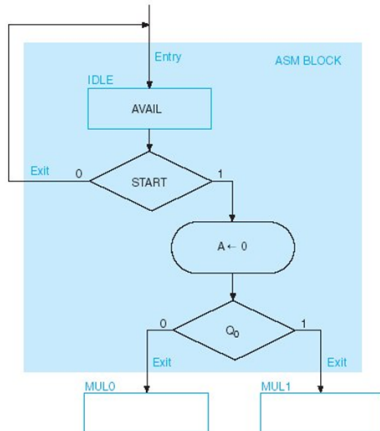 Entry
ASM BLOCK
IDLE
AVAIL
Exit
0
START
1
A ← 0
0
Q₀
1
Exit
Exit
MUL0
MUL1